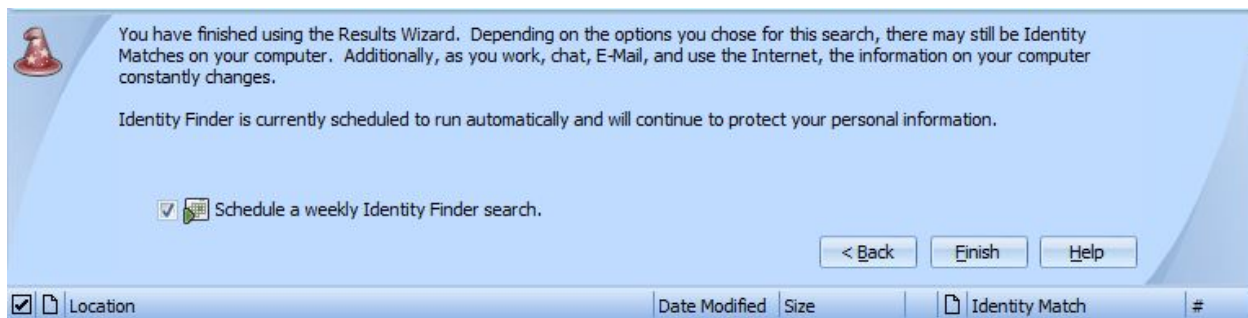 You have finished using the Results Wizard. Depending on the options you chose for this search, there may still be Identity
Matches on your computer. Additionally, as you work, chat, E-Mail, and use the Internet, the information on your computer
constantly changes.
Identity Finder is currently scheduled to run automatically and will continue to protect your personal information.
Schedule a weekly Identity Finder search.
< Back Finish Help
Location Date Modified Size Identity Match #